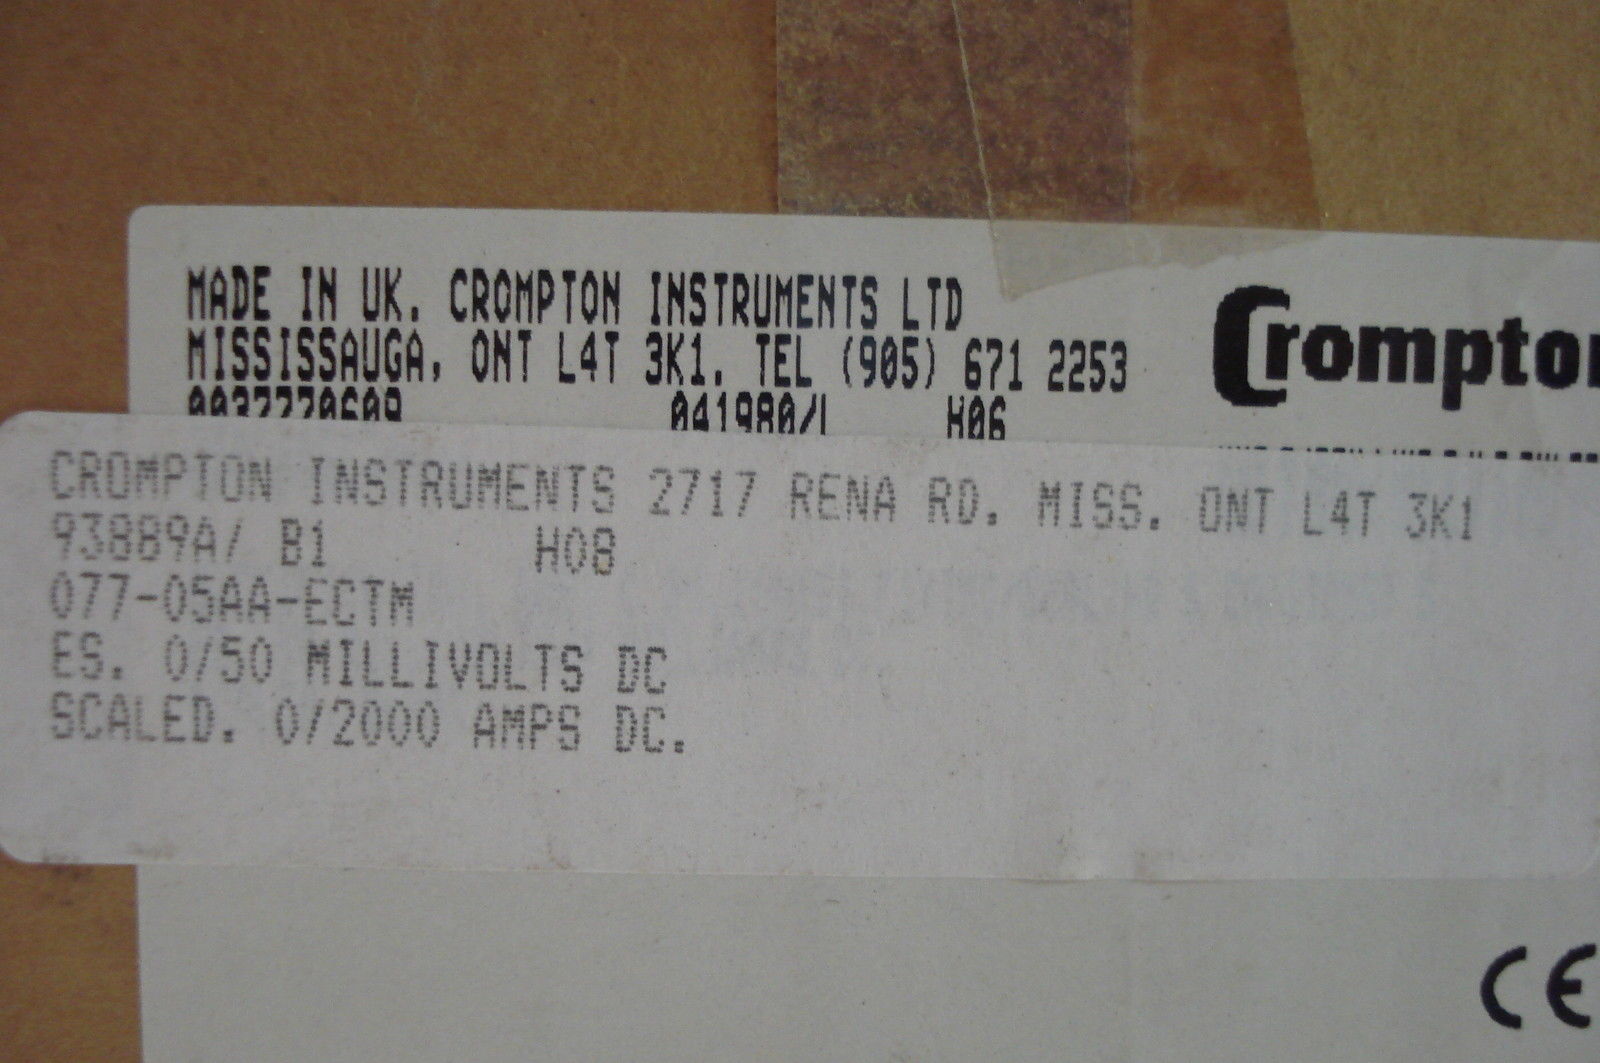 MADE IN UK. CROMPTON INSTRUMENTS LTD
MISSISSAUGA, ONT L4T 3K1. TEL (905) 671 2253
Crompton
041980/L H06
CROMPTON INSTRUMENTS 2717 RENA RD. MISS. ONT L4T 3K1
93889A/ B1 H08
077-05AA-ECTM
ES. 0/50 MILLIVOLTS DC
SCALED. 0/2000 AMPS DC.
CE